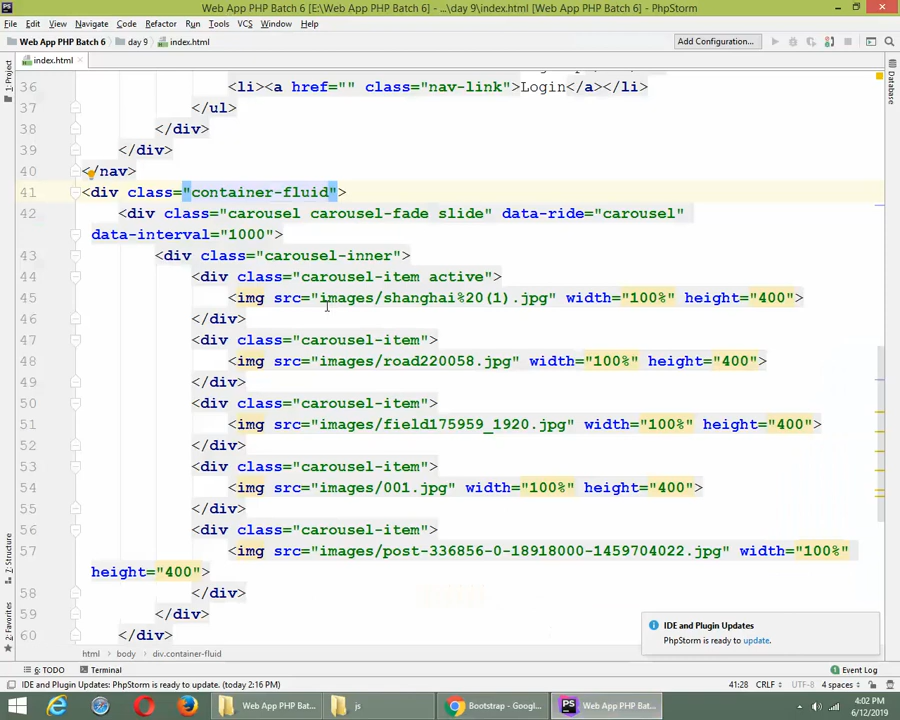 Web App PHP Batch 6 [E:\Web App PHP Batch 6] - ...\day 9\index.html [Web App PHP Batch 6] - PhpStorm
File Edit View Navigate Code Refactor Run Tools VCS Window Help
Web App PHP Batch 6 day 9 index.html Add Configuration...
index.html
1: Project
Database
36 <li><a href="" class="nav-link">Login</a></li>
37 </ul>
38 </div>
39 </div>
40 </nav>
41 <div class="container-fluid">
42 <div class="carousel carousel-fade slide" data-ride="carousel"
data-interval="1000">
43 <div class="carousel-inner">
44 <div class="carousel-item active">
45 <img src="images/shanghai%20(1).jpg" width="100%" height="400">
46 </div>
47 <div class="carousel-item">
48 <img src="images/road220058.jpg" width="100%" height="400">
49 </div>
50 <div class="carousel-item">
51 <img src="images/field175959_1920.jpg" width="100%" height="400">
52 </div>
53 <div class="carousel-item">
54 <img src="images/001.jpg" width="100%" height="400">
55 </div>
56 <div class="carousel-item">
57 <img src="images/post-336856-0-18918000-1459704022.jpg" width="100%"
height="400">
58 </div>
59 </div>
60 </div>
7: Structure
2: Favorites
IDE and Plugin Updates
PhpStorm is ready to update.
html body div.container-fluid
6: TODO Terminal Event Log
IDE and Plugin Updates: PhpStorm is ready to update. (today 2:16 PM) 41:28 CRLF UTF-8 4 spaces
Web App PHP Bat... js Bootstrap - Googl... Web App PHP Bat... 4:02 PM
6/12/2019